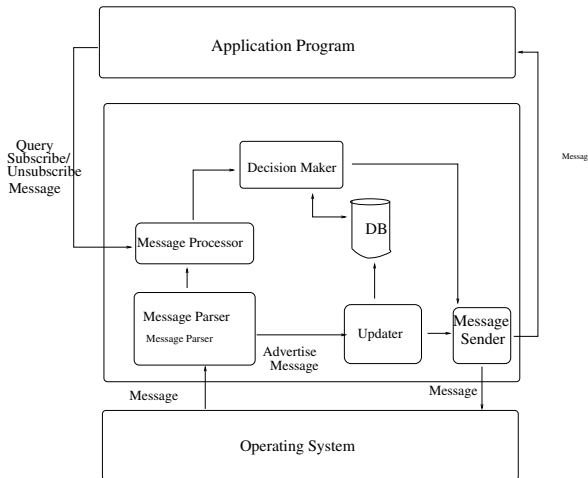 Application Program
Query
Subscribe/
Unsubscribe
Message
Messag
Decision Maker
DB
Message Processor
Message Parser
Message Parser
Advertise
Message
Updater
Message
Sender
Message
Message
Operating System